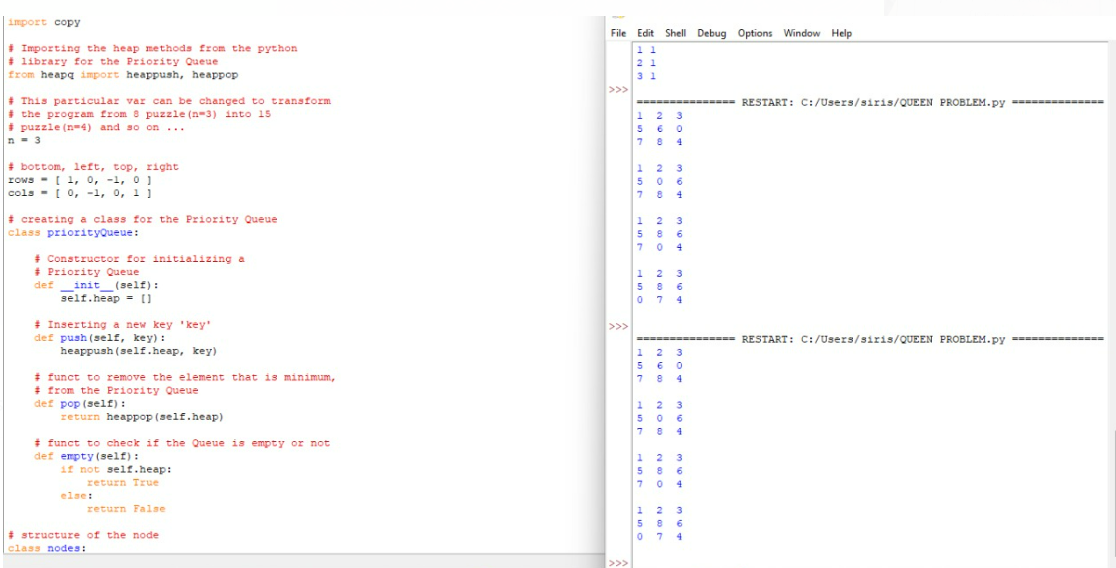 import copy
# Importing the heap methods from the python
# library for the Priority Queue
from heapq import heappush, heappop
# This particular var can be changed to transform
# the program from 8 puzzle(n=3) into 15
# puzzle(n=4) and so on ...
n = 3
# bottom, left, top, right
rows = [ 1, 0, -1, 0 ]
cols = [ 0, -1, 0, 1 ]
# creating a class for the Priority Queue
class priorityQueue:
# Constructor for initializing a
# Priority Queue
def __init__(self):
self.heap = []
# Inserting a new key 'key'
def push(self, key):
heappush(self.heap, key)
# funct to remove the element that is minimum,
# from the Priority Queue
def pop(self):
return heappop(self.heap)
# funct to check if the Queue is empty or not
def empty(self):
if not self.heap:
return True
else:
return False
# structure of the node
class nodes:
File Edit Shell Debug Options Window Help
1 1
2 1
3 1
>>>
=============== RESTART: C:/Users/siris/QUEEN PROBLEM.py ==============
1 2 3
5 6 0
7 8 4
1 2 3
5 0 6
7 8 4
1 2 3
5 8 6
7 0 4
1 2 3
5 8 6
0 7 4
>>>
=============== RESTART: C:/Users/siris/QUEEN PROBLEM.py ==============
1 2 3
5 6 0
7 8 4
1 2 3
5 0 6
7 8 4
1 2 3
5 8 6
7 0 4
1 2 3
5 8 6
0 7 4
>>>